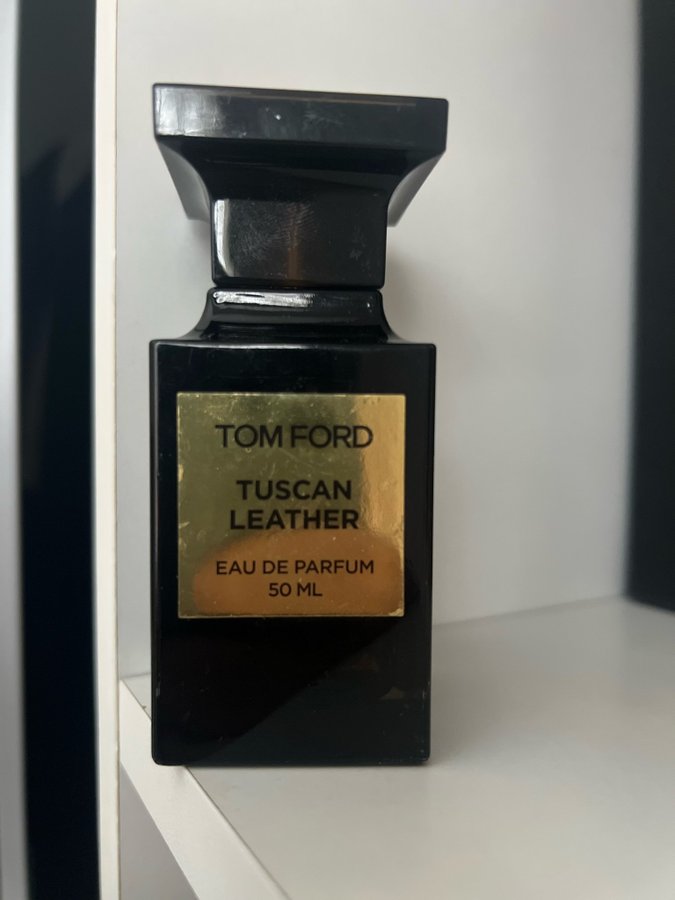 TOM FORD
TUSCAN
LEATHER
EAU DE PARFUM
50 ML